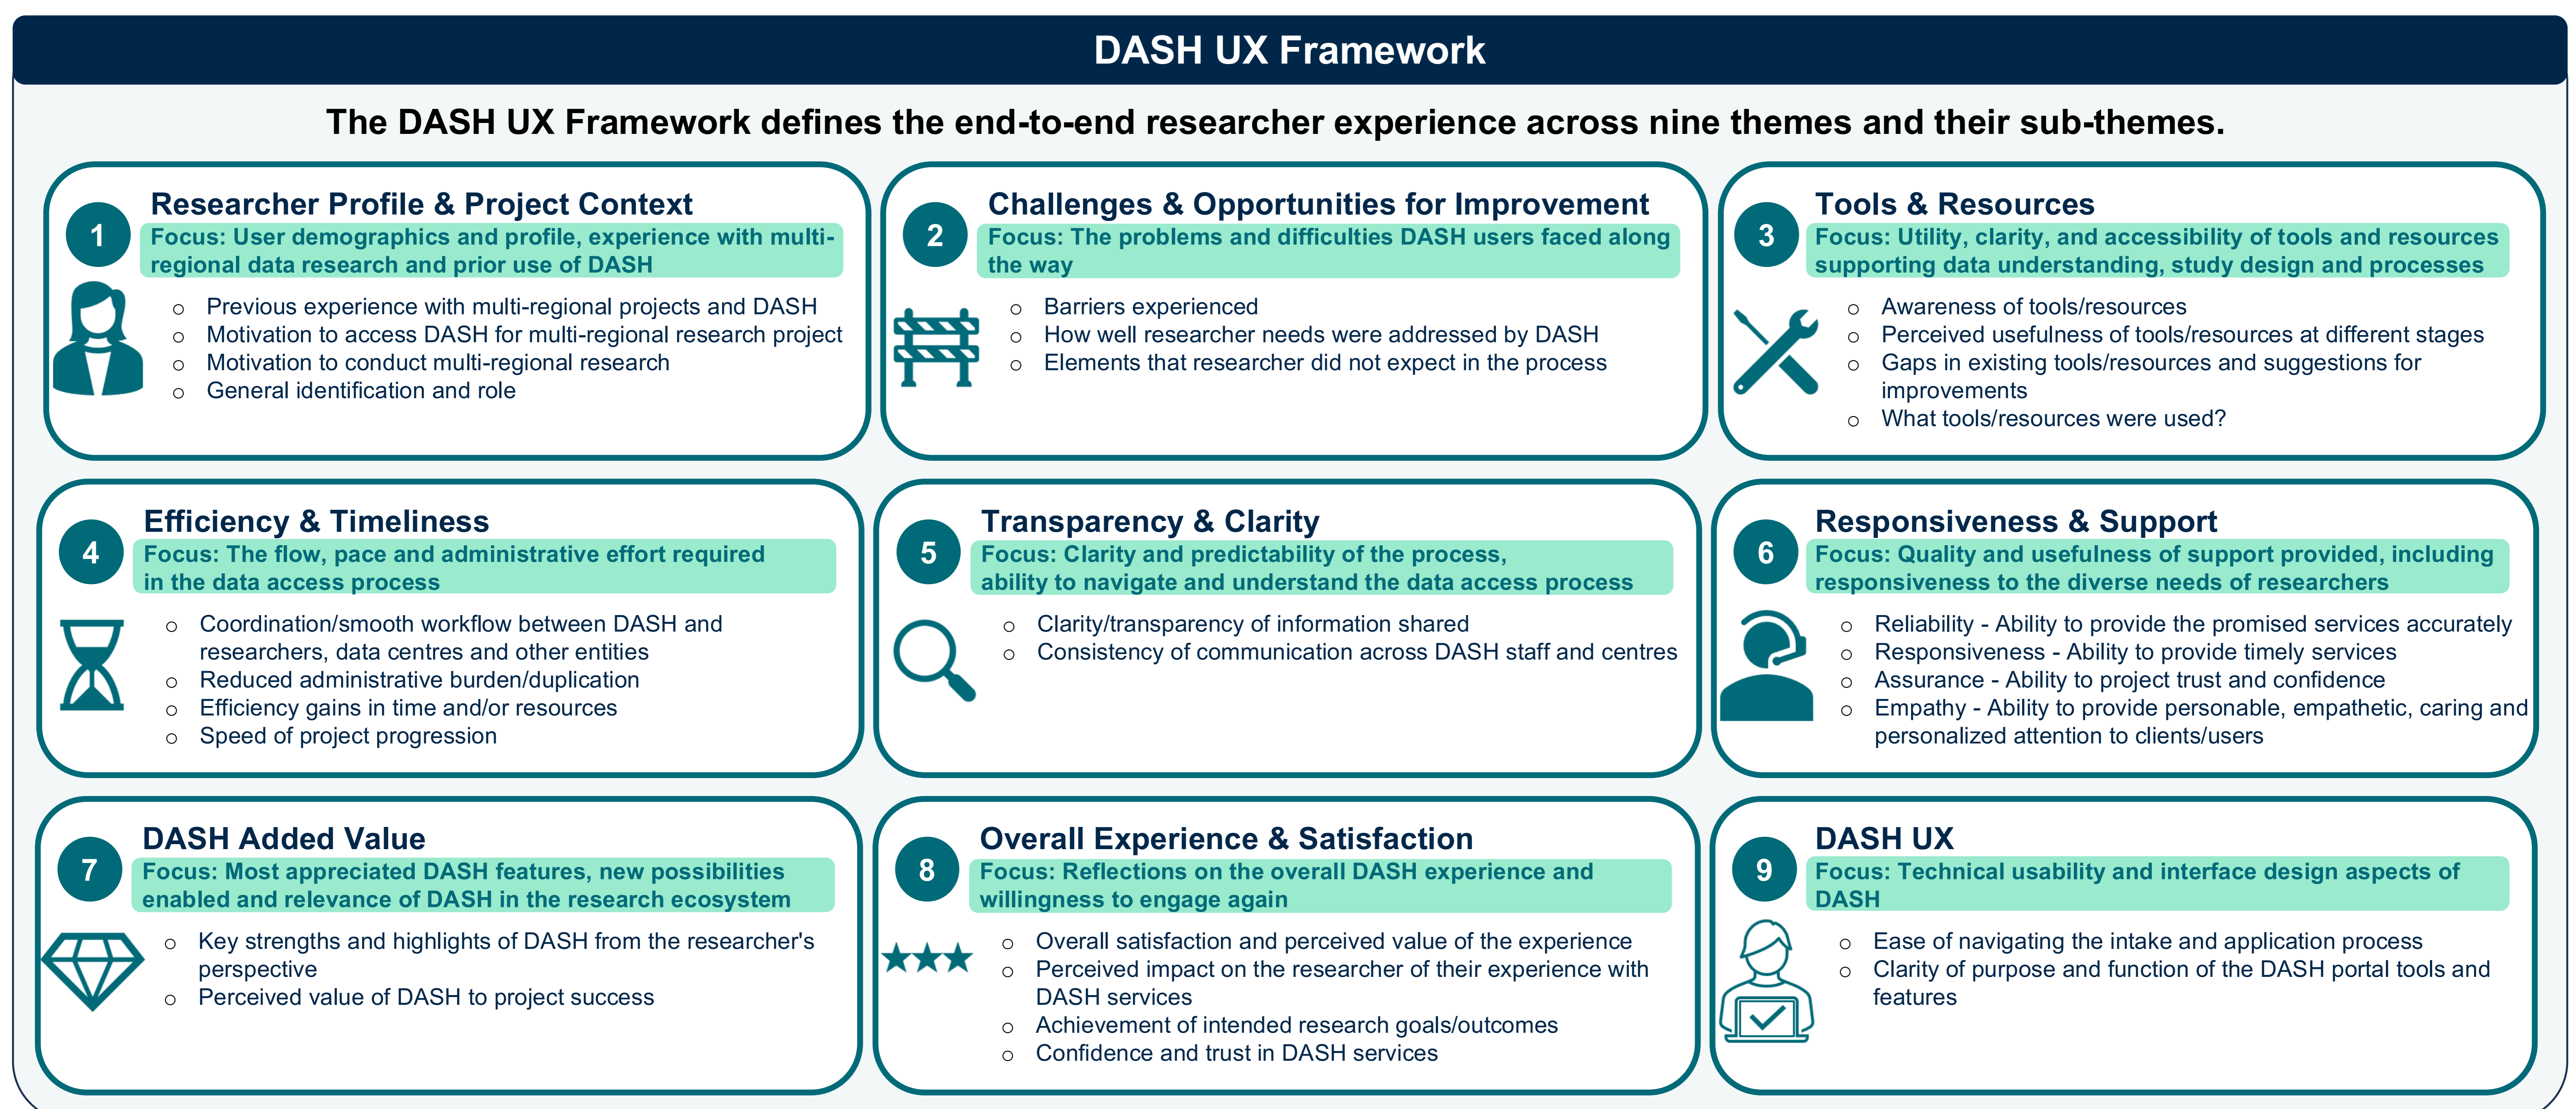 DASH UX Framework
The DASH UX Framework defines the end-to-end researcher experience across nine themes and their sub-themes.
1
Researcher Profile & Project Context
Focus: User demographics and profile, experience with multi-
regional data research and prior use of DASH
o Previous experience with multi-regional projects and DASH
o Motivation to access DASH for multi-regional research project
o Motivation to conduct multi-regional research
o General identification and role
2
Challenges & Opportunities for Improvement
Focus: The problems and difficulties DASH users faced along
the way
o Barriers experienced
o How well researcher needs were addressed by DASH
o Elements that researcher did not expect in the process
3
Tools & Resources
Focus: Utility, clarity, and accessibility of tools and resources
supporting data understanding, study design and processes
o Awareness of tools/resources
o Perceived usefulness of tools/resources at different stages
o Gaps in existing tools/resources and suggestions for
improvements
o What tools/resources were used?
4
Efficiency & Timeliness
Focus: The flow, pace and administrative effort required
in the data access process
o Coordination/smooth workflow between DASH and
researchers, data centres and other entities
o Reduced administrative burden/duplication
o Efficiency gains in time and/or resources
o Speed of project progression
5
Transparency & Clarity
Focus: Clarity and predictability of the process,
ability to navigate and understand the data access process
o Clarity/transparency of information shared
o Consistency of communication across DASH staff and centres
6
Responsiveness & Support
Focus: Quality and usefulness of support provided, including
responsiveness to the diverse needs of researchers
o Reliability - Ability to provide the promised services accurately
o Responsiveness - Ability to provide timely services
o Assurance - Ability to project trust and confidence
o Empathy - Ability to provide personable, empathetic, caring and
personalized attention to clients/users
7
DASH Added Value
Focus: Most appreciated DASH features, new possibilities
enabled and relevance of DASH in the research ecosystem
o Key strengths and highlights of DASH from the researcher's
perspective
o Perceived value of DASH to project success
8
Overall Experience & Satisfaction
Focus: Reflections on the overall DASH experience and
willingness to engage again
o Overall satisfaction and perceived value of the experience
o Perceived impact on the researcher of their experience with
DASH services
o Achievement of intended research goals/outcomes
o Confidence and trust in DASH services
9
DASH UX
Focus: Technical usability and interface design aspects of
DASH
o Ease of navigating the intake and application process
o Clarity of purpose and function of the DASH portal tools and
features